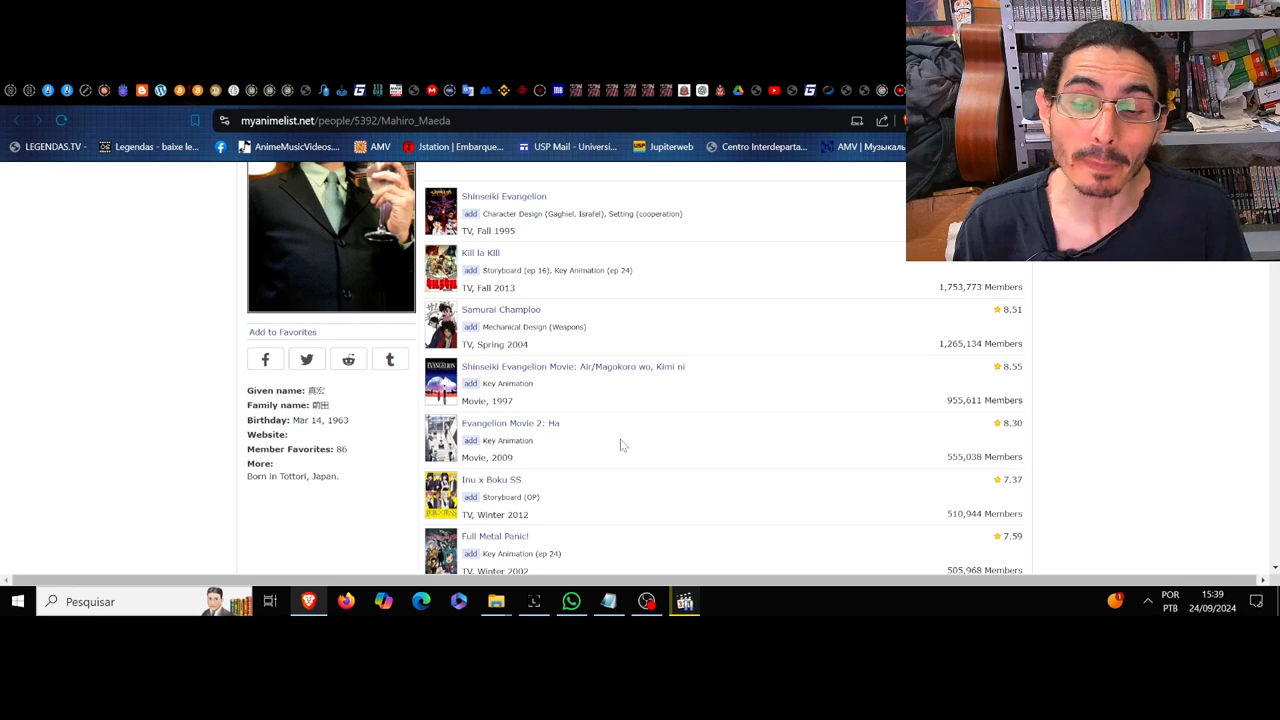 myanimelist.net/people/5392/Mahiro_Maeda
LEGENDAS.TV -
Legendas - baixe le...
AnimeMusicVideos...
AMV
Jstation | Embarque...
USP Mail - Universi...
Jupiterweb
Centro Interdeparta...
AMV | Музыкаль
Shinseiki Evangelion
add Character Design (Gaghiel, Israfel), Setting (cooperation)
TV, Fall 1995
Kill la Kill
add Storyboard (ep 16), Key Animation (ep 24)
TV, Fall 2013
1,753,773 Members
Samurai Champloo
8.51
add Mechanical Design (Weapons)
TV, Spring 2004
1,265,134 Members
Shinseiki Evangelion Movie: Air/Magokoro wo, Kimi ni
8.55
add Key Animation
Movie, 1997
955,611 Members
Evangelion Movie 2: Ha
8.30
add Key Animation
Movie, 2009
555,038 Members
Inu x Boku SS
7.37
add Storyboard (OP)
TV, Winter 2012
510,944 Members
Full Metal Panic!
7.59
add Key Animation (ep 24)
TV, Winter 2002
505,968 Members
Add to Favorites
Given name: 真宏
Family name: 前田
Birthday: Mar 14, 1963
Website:
Member Favorites: 86
More:
Born in Tottori, Japan.
Pesquisar
POR
PTB
15:39
24/09/2024